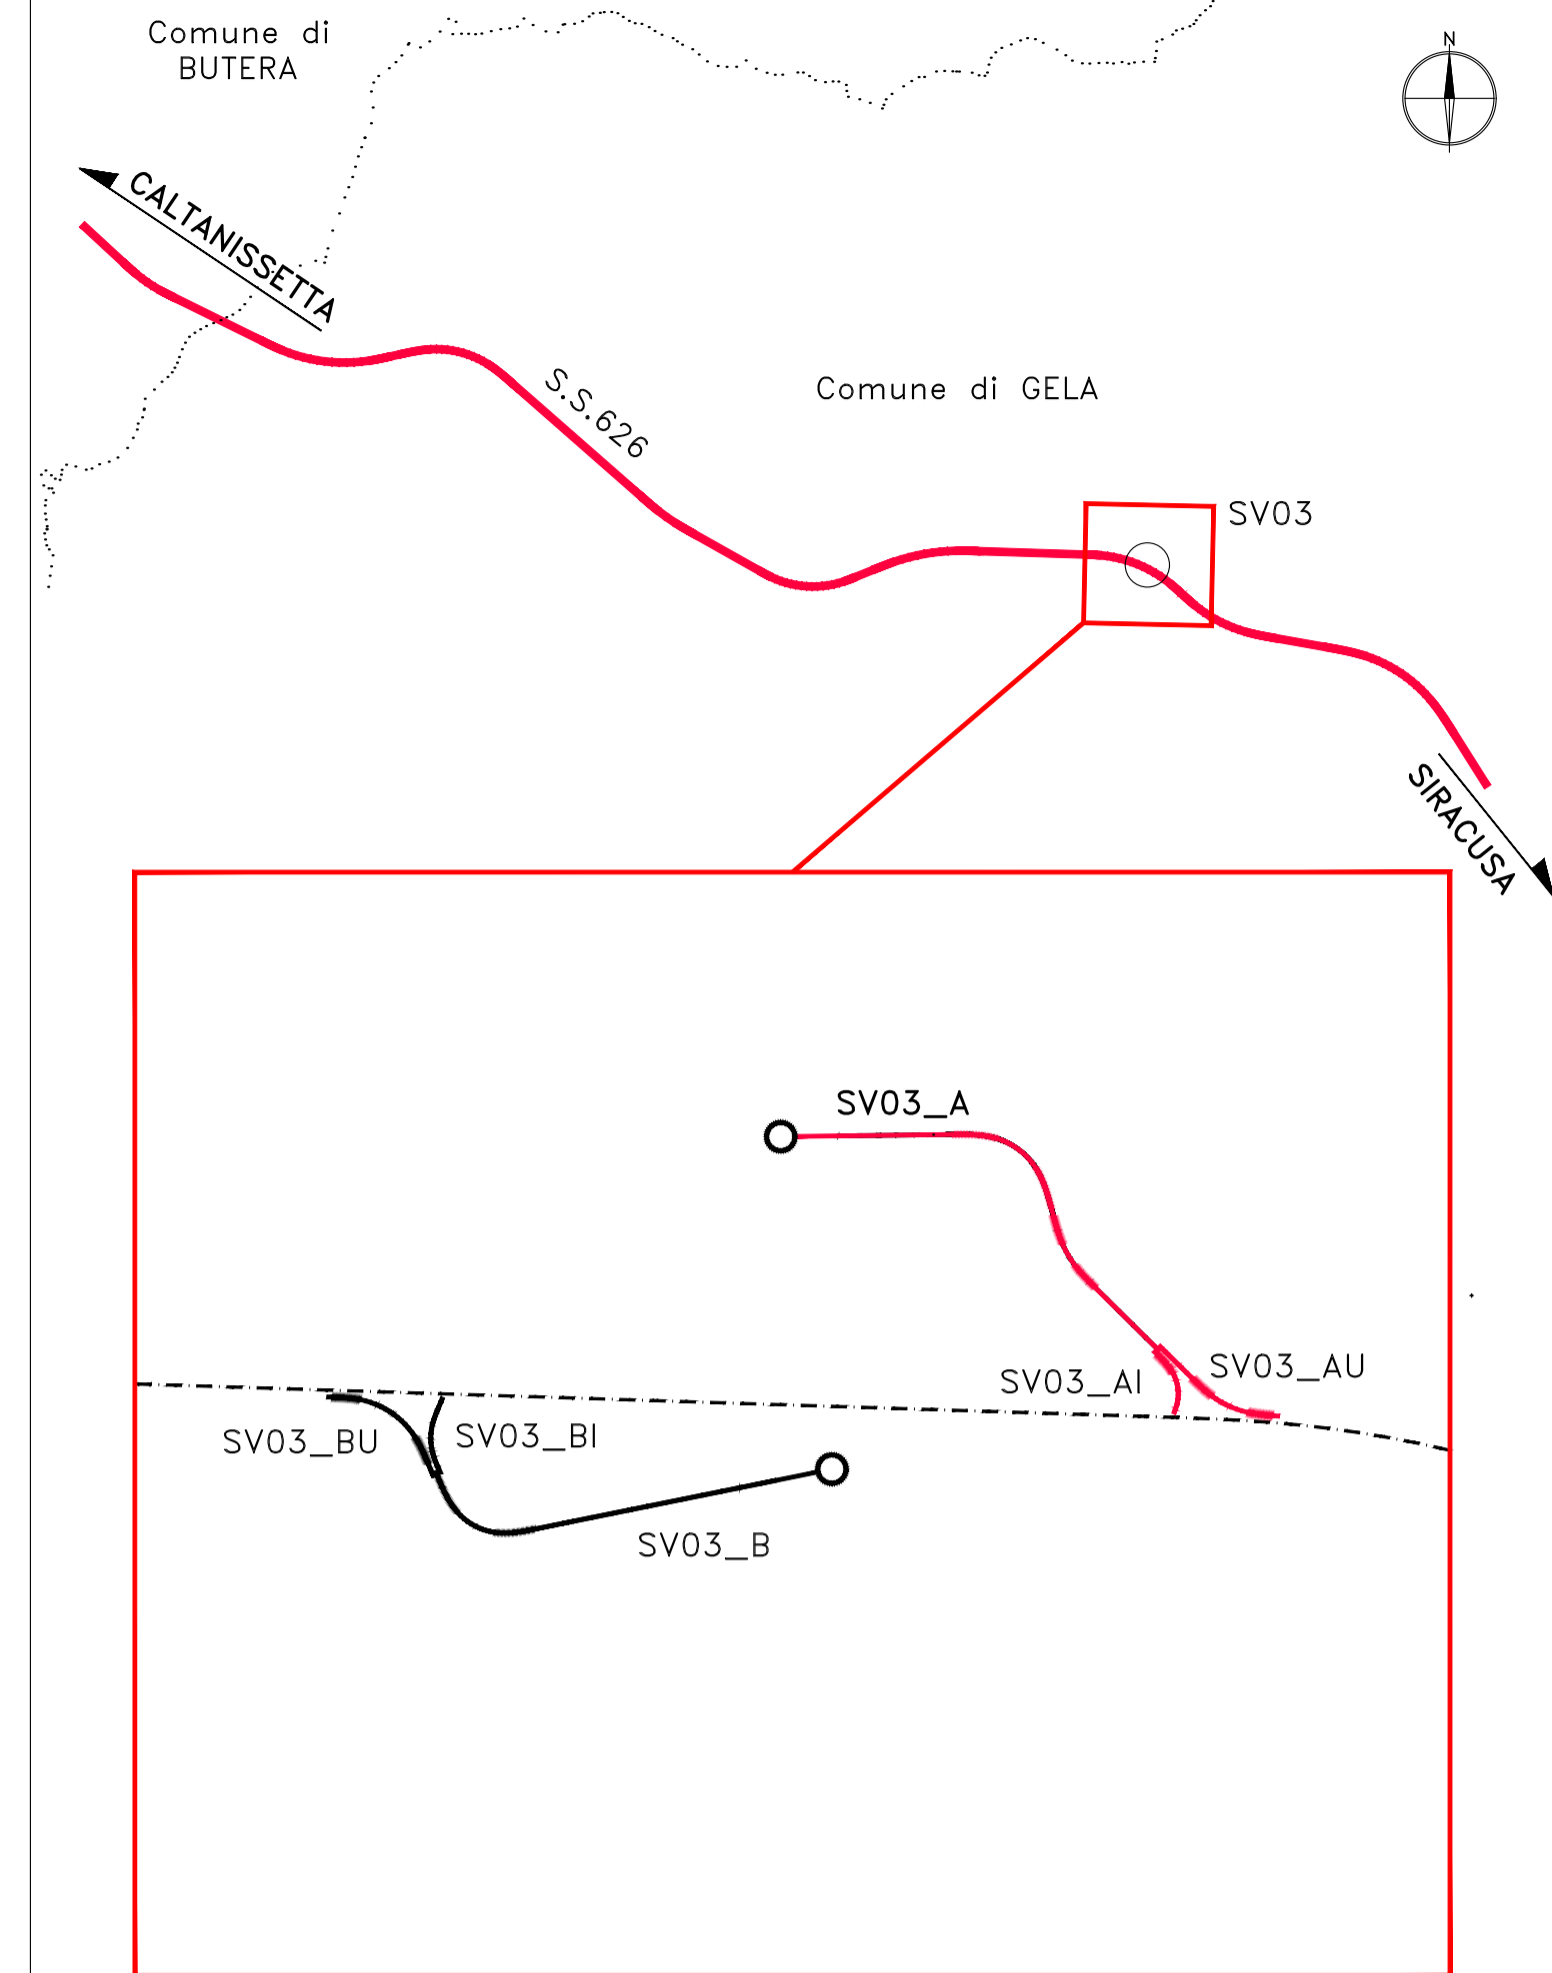 Comune di
BUTERA
N
CALTANISSETTA
S.S.626
Comune di GELA
SV03
SIRACUSA
SV03_A
SV03_AI
SV03_AU
SV03_BU
SV03_BI
SV03_B